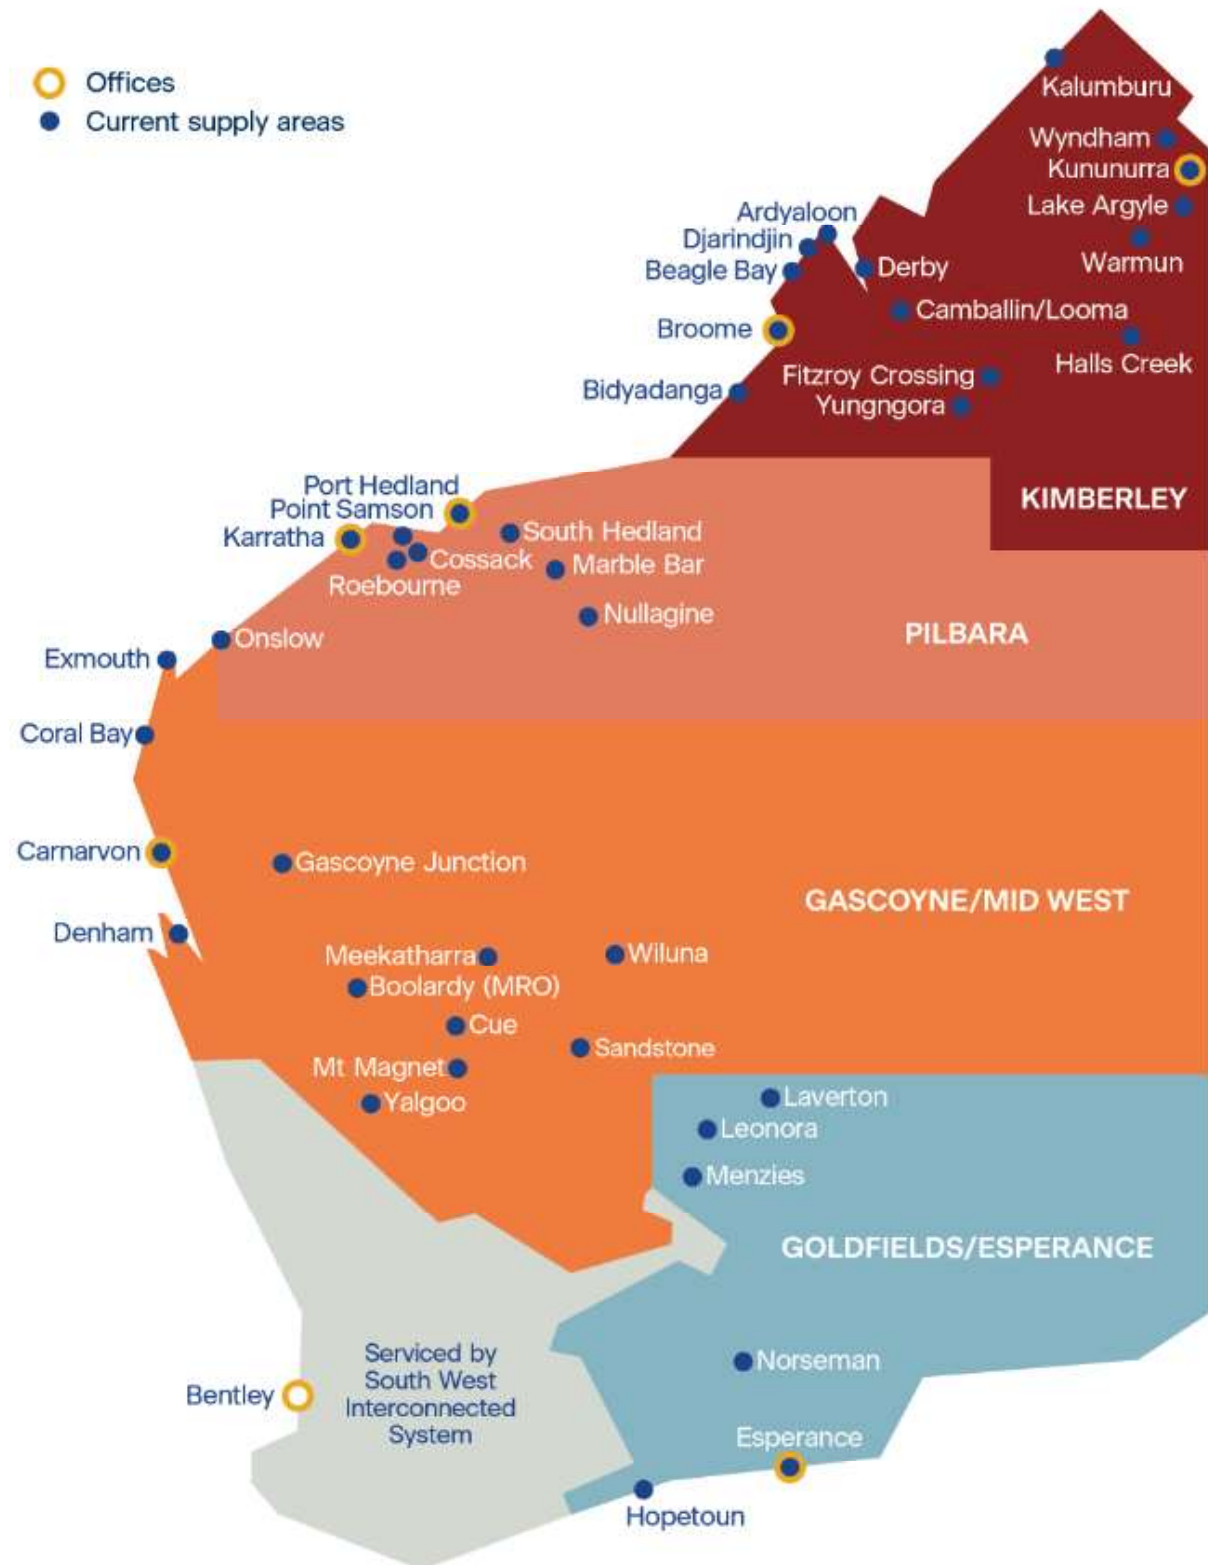 Offices
Current supply areas
Kalumburu
Wyndham
Kununurra
Lake Argyle
Warmun
Ardyaloon
Djarindjin
Beagle Bay
Derby
Camballin/Looma
Broome
Halls Creek
Fitzroy Crossing
Bidyadanga
Yungngora
KIMBERLEY
Port Hedland
Point Samson
Karratha
South Hedland
Cossack
Marble Bar
Roebourne
Nullagine
PILBARA
Onslow
Exmouth
Coral Bay
Carnarvon
Gascoyne Junction
GASCOYNE/MID WEST
Denham
Meekatharra
Wiluna
Boolardy (MRO)
Cue
Sandstone
Mt Magnet
Yalgoo
Laverton
Leonora
Menzies
GOLDFIELDS/ESPERANCE
Serviced by
South West
Interconnected
System
Norseman
Bentley
Esperance
Hopetoun